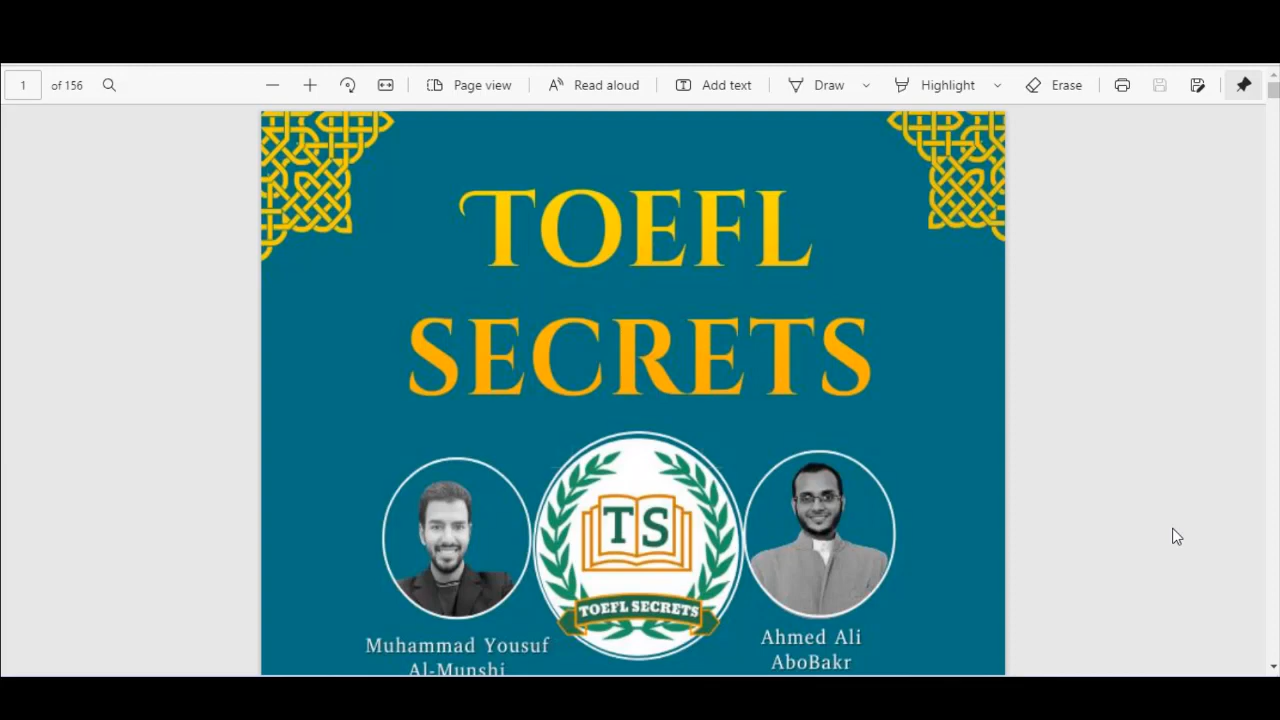 1 of 156 Page view Read aloud Add text Draw Highlight Erase
TOEFL
SECRETS
TS
TOEFL SECRETS
Muhammad Yousuf
Al-Munshi
Ahmed Ali
AboBakr